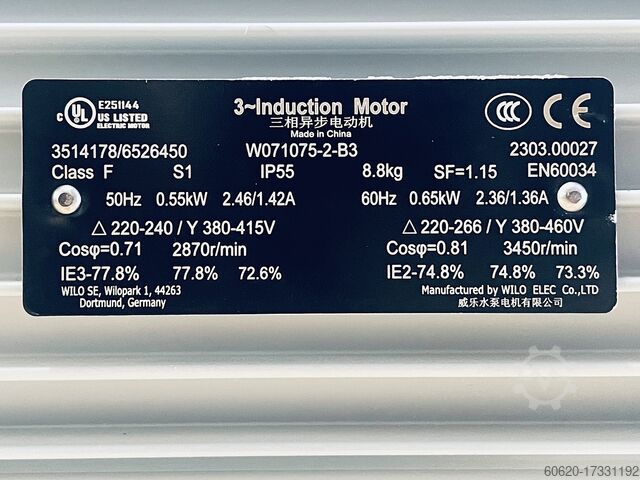 E251144
c UL US LISTED
ELECTRIC MOTOR
3~Induction Motor
三相异步电动机
Made in China
CCC CE
3514178/6526450 W071075-2-B3 2303.00027
Class F S1 IP55 8.8kg SF=1.15 EN60034
50Hz 0.55kW 2.46/1.42A 60Hz 0.65kW 2.36/1.36A
△ 220-240 / Y 380-415V △ 220-266 / Y 380-460V
Cosφ=0.71 2870r/min Cosφ=0.81 3450r/min
IE3-77.8% 77.8% 72.6% IE2-74.8% 74.8% 73.3%
WILO SE, Wilopark 1, 44263
Dortmund, Germany
Manufactured by WILO ELEC Co.,LTD
威乐水泵电机有限公司
60620-17331192